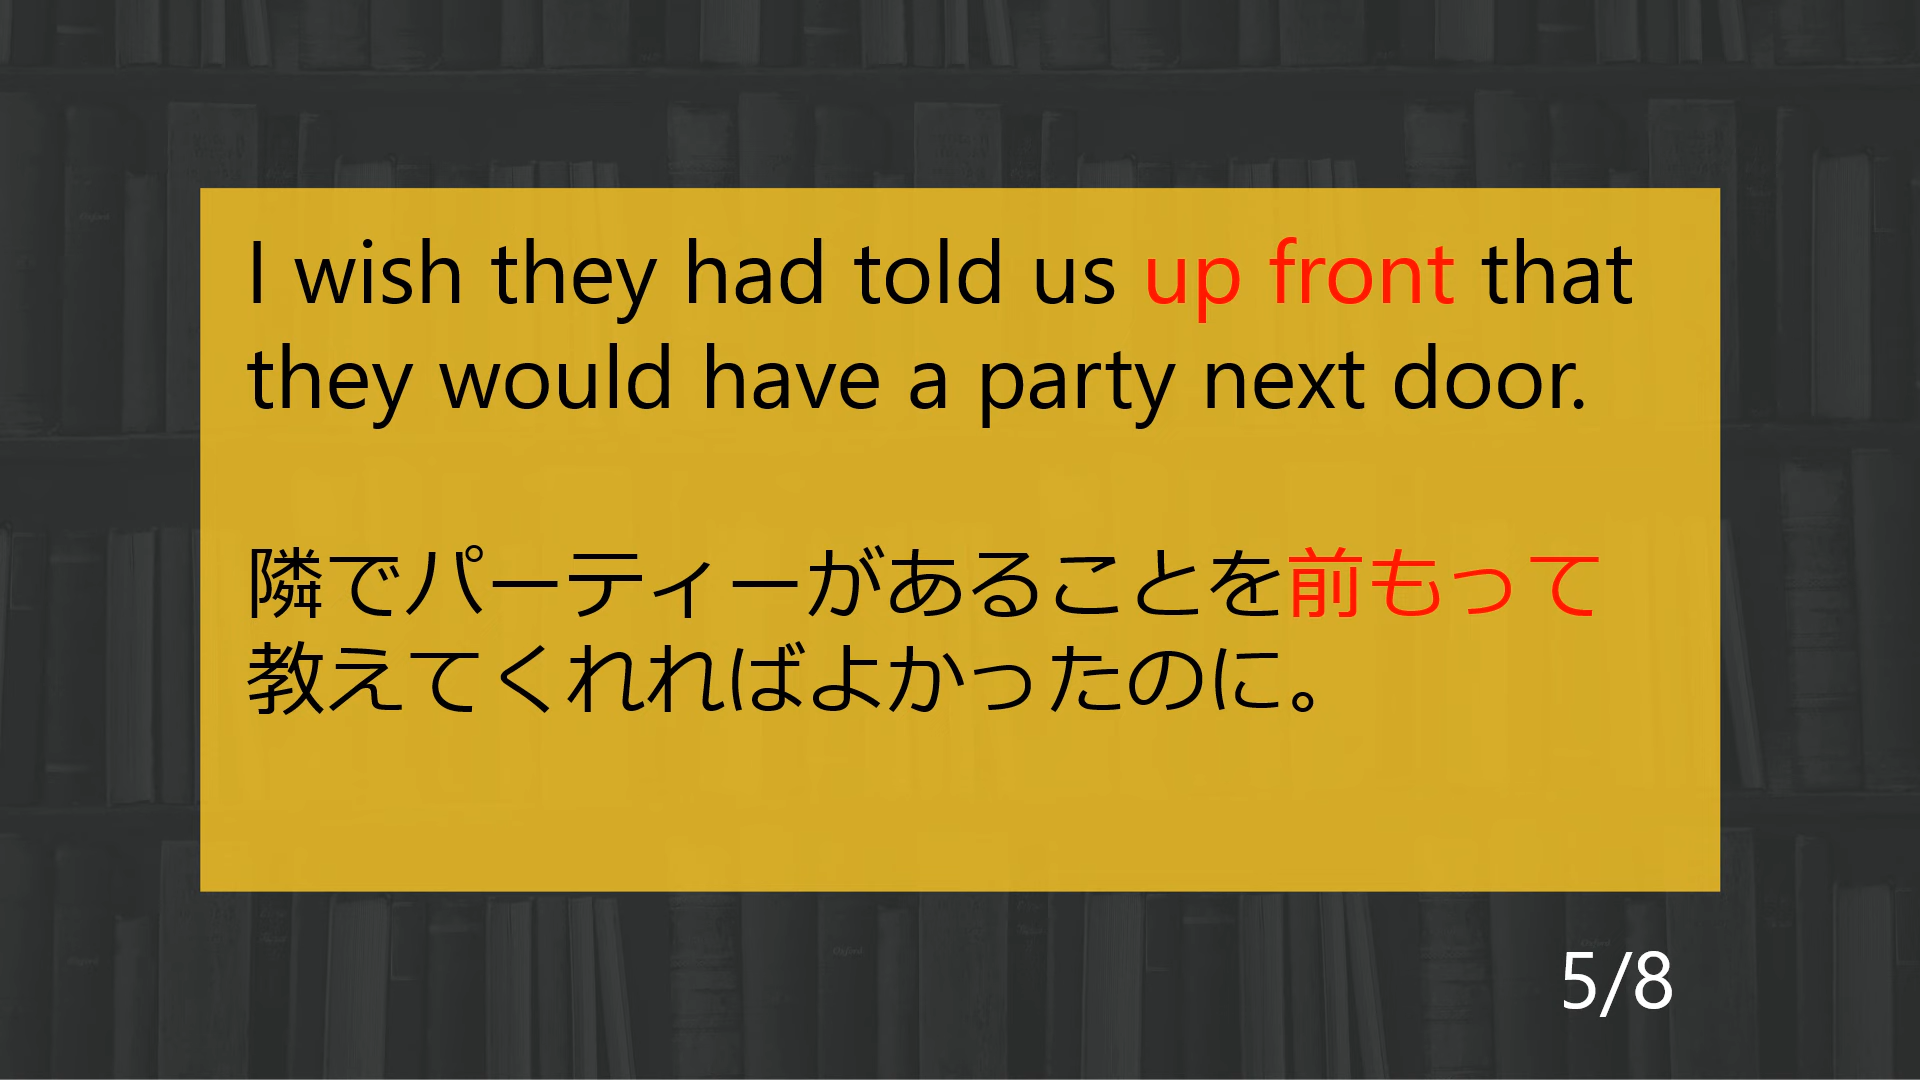 I wish they had told us up front that
they would have a party next door.
隣でパーティーがあることを前もって
教えてくれればよかったのに。
5/8